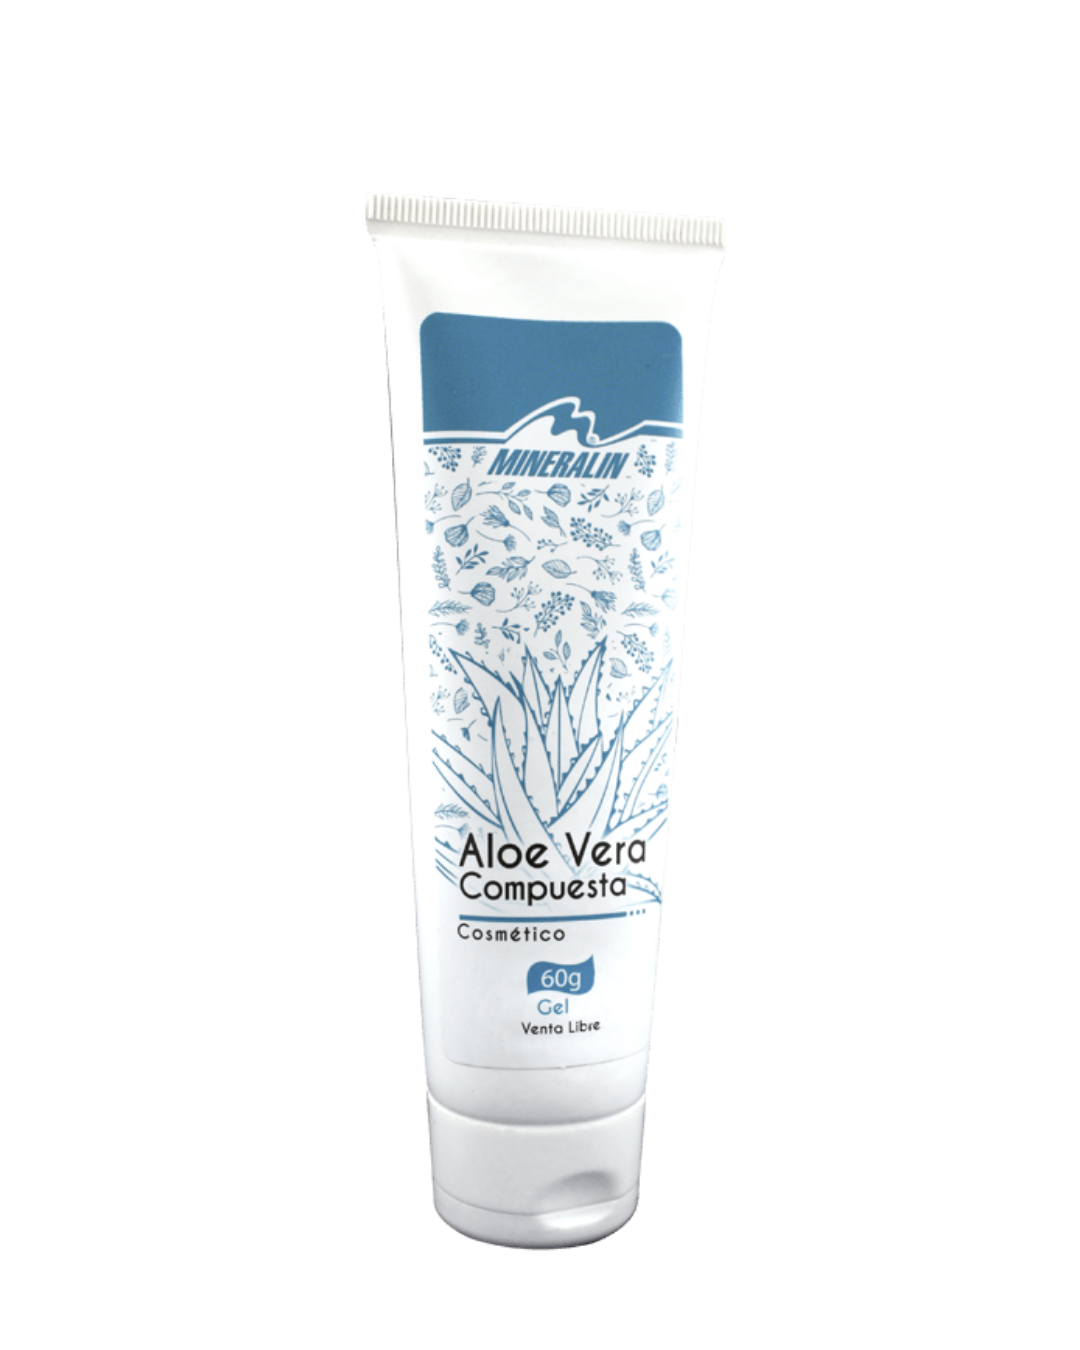 MINERALIN
Aloe Vera
Compuesta
Cosmético
60g
Gel
Venta Libre